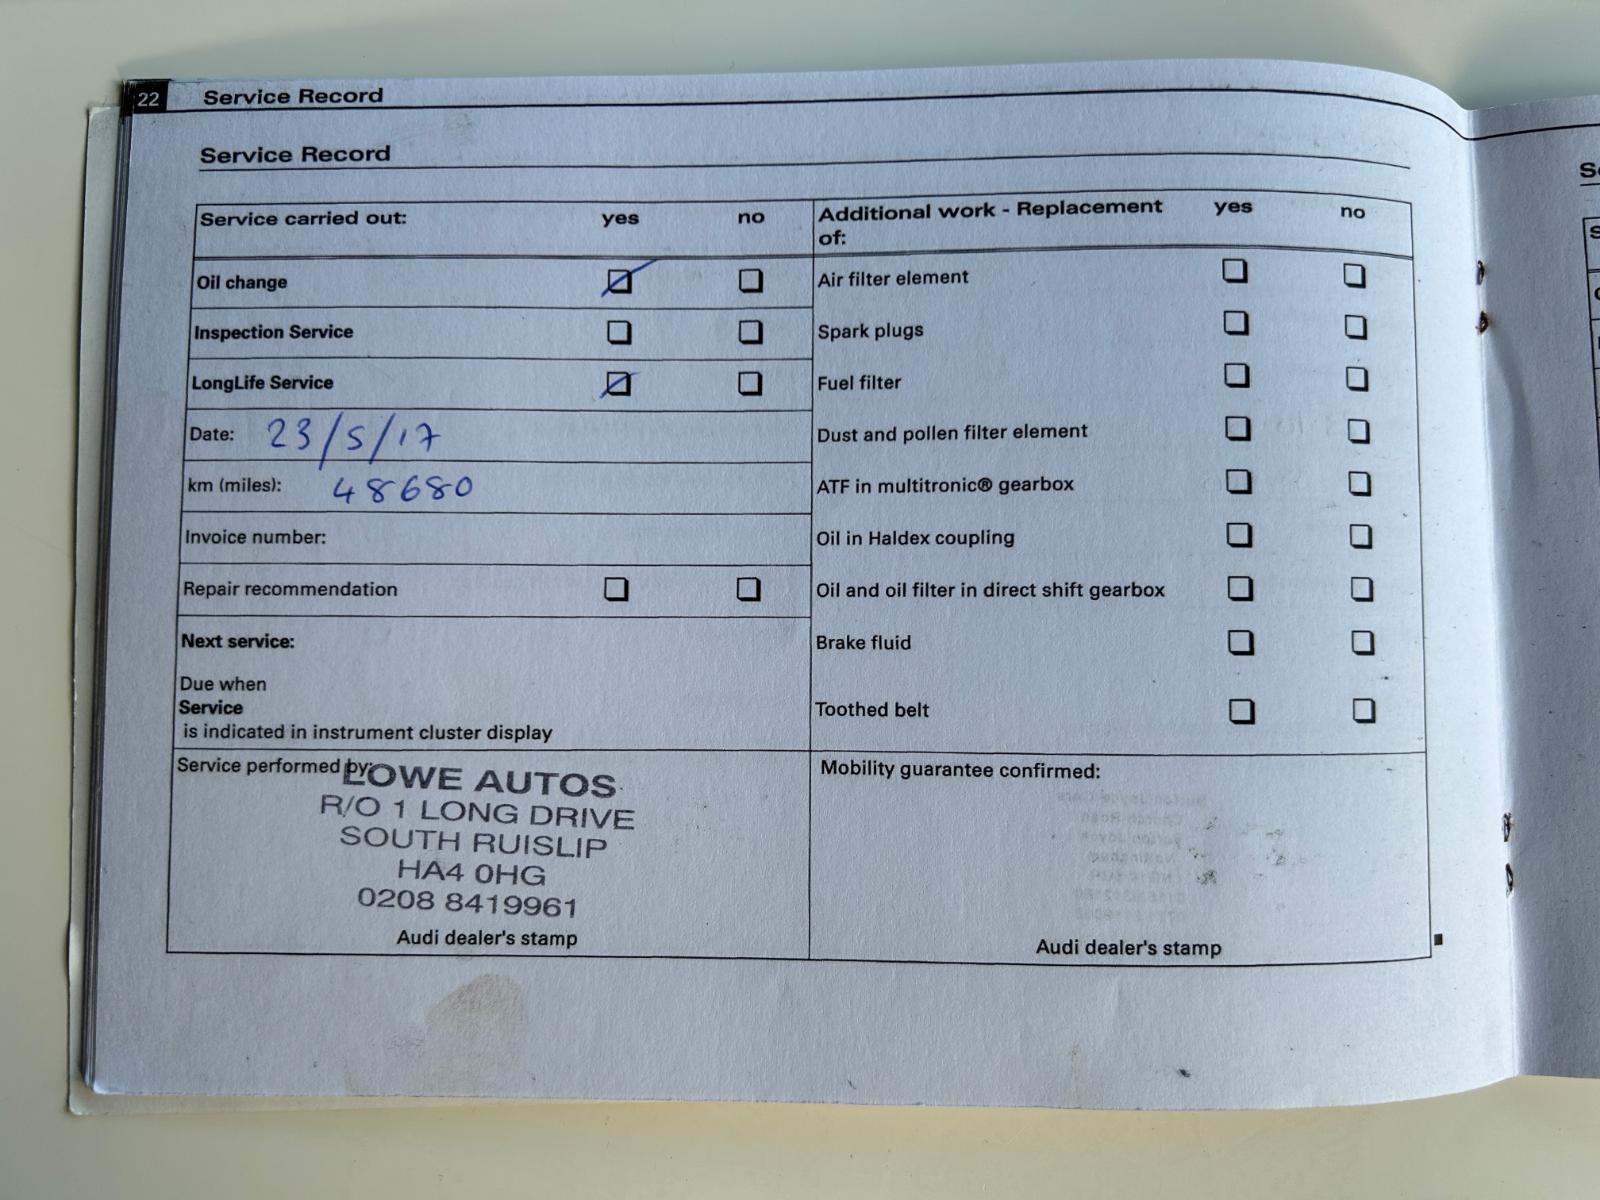 22 Service Record
Service Record
Service carried out: yes no
Oil change
Inspection Service
LongLife Service
Date: 23/5/17
km (miles): 48680
Invoice number:
Repair recommendation
Next service:
Due when
Service
is indicated in instrument cluster display
Service performed by:
LOWE AUTOS
R/O 1 LONG DRIVE
SOUTH RUISLIP
HA4 0HG
0208 8419961
Audi dealer's stamp
Additional work - Replacement yes no
of:
Air filter element
Spark plugs
Fuel filter
Dust and pollen filter element
ATF in multitronic® gearbox
Oil in Haldex coupling
Oil and oil filter in direct shift gearbox
Brake fluid
Toothed belt
Mobility guarantee confirmed:
Audi dealer's stamp